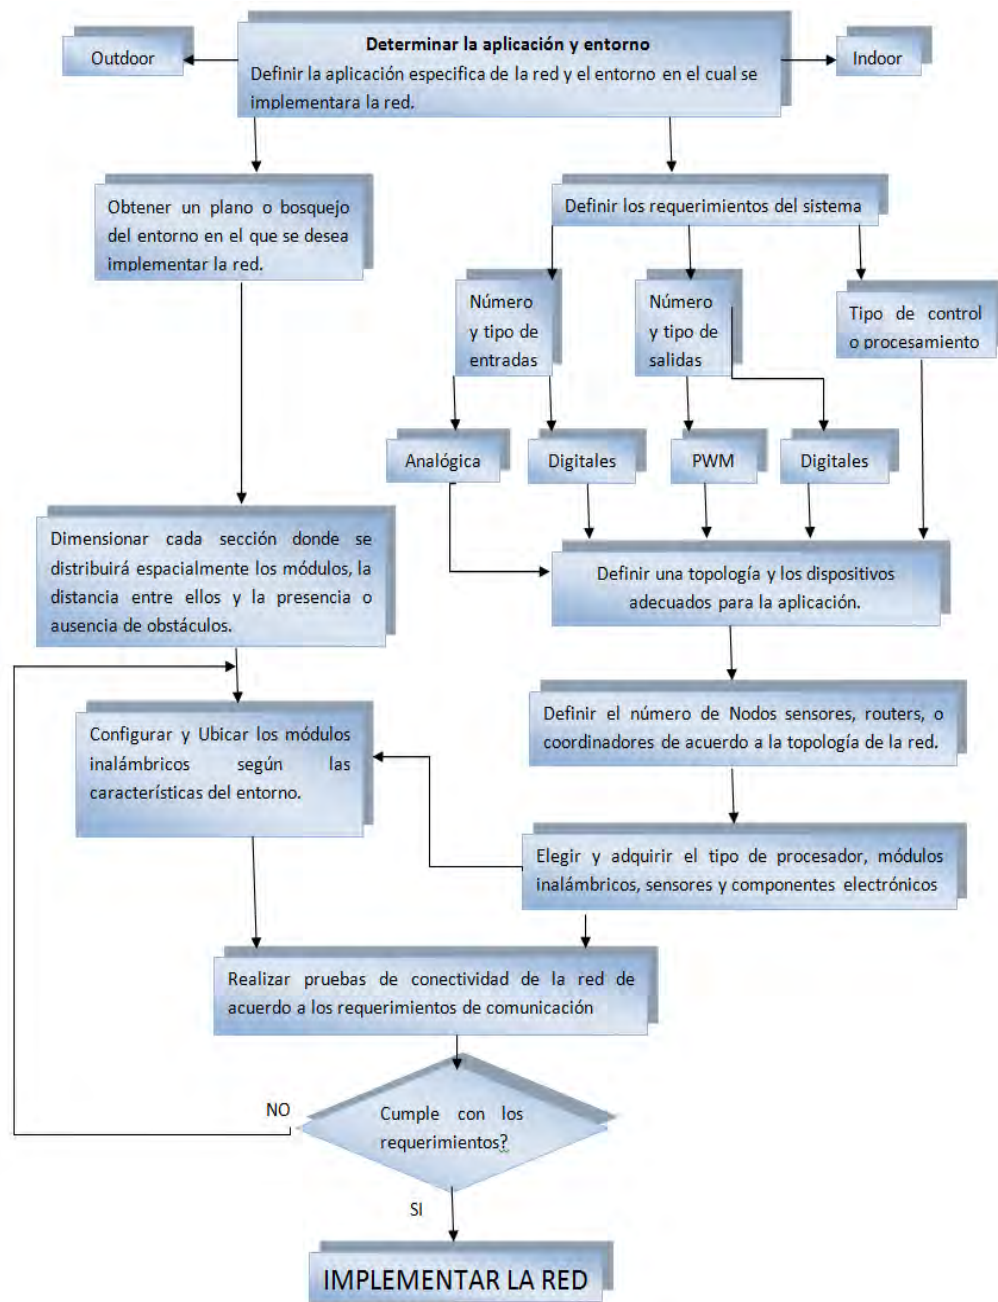 Determinar la aplicación y entorno
Definir la aplicación especifica de la red y el entorno en el cual se
implementara la red.
Outdoor
Indoor
Obtener un plano o bosquejo
del entorno en el que se desea
implementar la red.
Definir los requerimientos del sistema
Número
y tipo de
entradas
Número
y tipo de
salidas
Tipo de control
o procesamiento
Analógica
Digitales
PWM
Digitales
Dimensionar cada sección donde se
distribuirá espacialmente los módulos, la
distancia entre ellos y la presencia o
ausencia de obstáculos.
Definir una topología y los dispositivos
adecuados para la aplicación.
Configurar y Ubicar los módulos
inalámbricos según las
características del entorno.
Definir el número de Nodos sensores, routers, o
coordinadores de acuerdo a la topología de la red.
Elegir y adquirir el tipo de procesador, módulos
inalámbricos, sensores y componentes electrónicos
Realizar pruebas de conectividad de la red de
acuerdo a los requerimientos de comunicación
Cumple con los
requerimientos?
NO
SI
IMPLEMENTAR LA RED